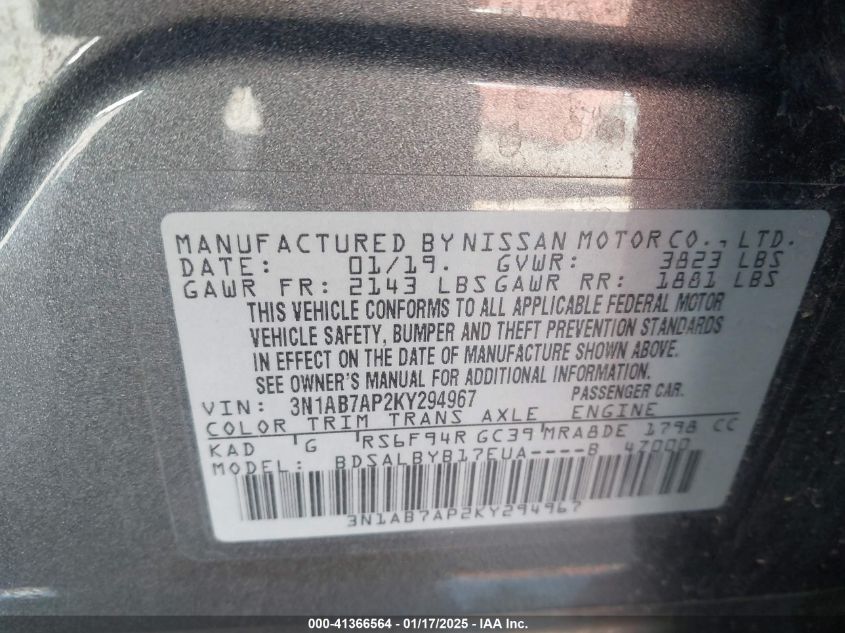 MANUFACTURED BY NISSAN MOTOR CO., LTD.
DATE: 01/19. GVWR: 3823 LBS
GAWR FR: 2143 LBS GAWR RR: 1881 LBS
THIS VEHICLE CONFORMS TO ALL APPLICABLE FEDERAL MOTOR
VEHICLE SAFETY, BUMPER AND THEFT PREVENTION STANDARDS
IN EFFECT ON THE DATE OF MANUFACTURE SHOWN ABOVE.
SEE OWNER'S MANUAL FOR ADDITIONAL INFORMATION.
VIN: 3N1AB7AP2KY294967 PASSENGER CAR.
COLOR TRIM TRANS AXLE ENGINE
KAD G RS6F94R GC39 MRA8DE 1798 CC
MODEL: BDSALBYB17EUA----B 47000
3N1AB7AP2KY294967
000-41366564 - 01/17/2025 - IAA Inc.